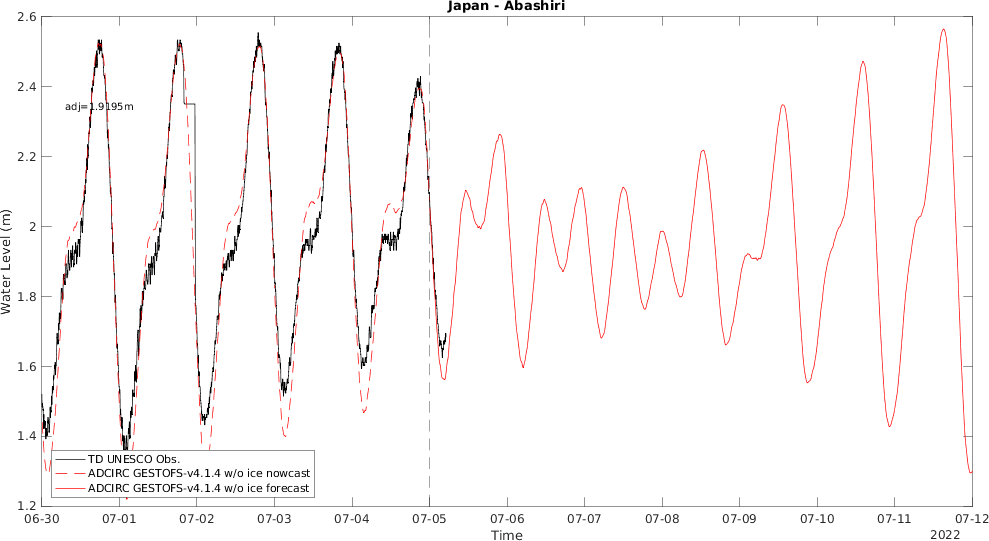 Japan - Abashiri
2.6
2.4
2.2
2
1.8
1.6
1.4
1.2
Water Level (m)
adj=1.9195m
TD UNESCO Obs.
ADCIRC GESTOFS-v4.1.4 w/o ice nowcast
ADCIRC GESTOFS-v4.1.4 w/o ice forecast
06-30 07-01 07-02 07-03 07-04 07-05 07-06 07-07 07-08 07-09 07-10 07-11 07-12
Time
2022